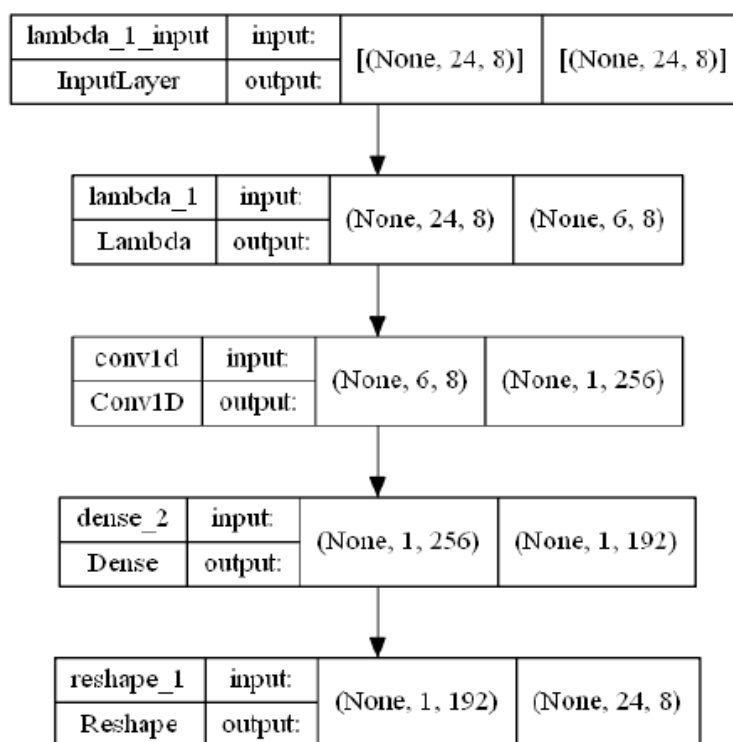 lambda_1_input input: [(None, 24, 8)] [(None, 24, 8)]
InputLayer output:
lambda_1 input: (None, 24, 8) (None, 6, 8)
Lambda output:
conv1d input: (None, 6, 8) (None, 1, 256)
Conv1D output:
dense_2 input: (None, 1, 256) (None, 1, 192)
Dense output:
reshape_1 input: (None, 1, 192) (None, 24, 8)
Reshape output: